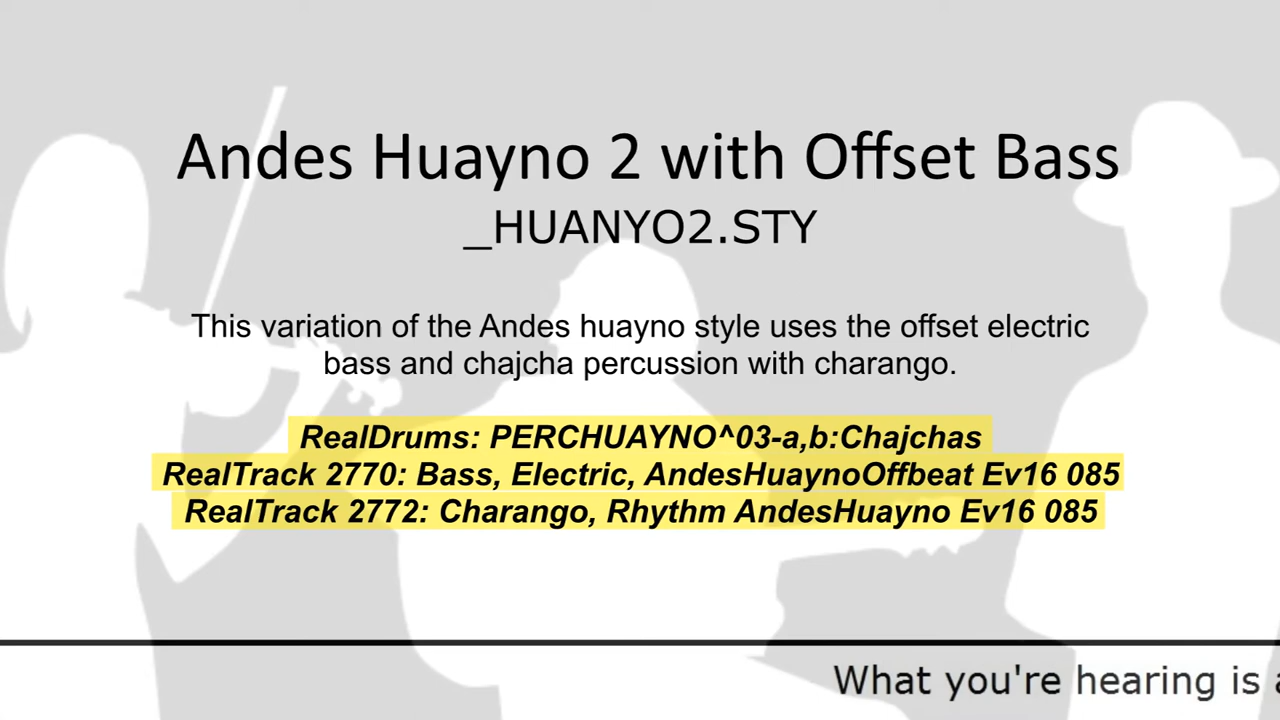 Andes Huayno 2 with Offset Bass
_HUANYO2.STY
This variation of the Andes huayno style uses the offset electric
bass and chajcha percussion with charango.
RealDrums: PERCHUAYNO^03-a,b:Chajchas
RealTrack 2770: Bass, Electric, AndesHuaynoOffbeat Ev16 085
RealTrack 2772: Charango, Rhythm AndesHuayno Ev16 085
What you're hearing is